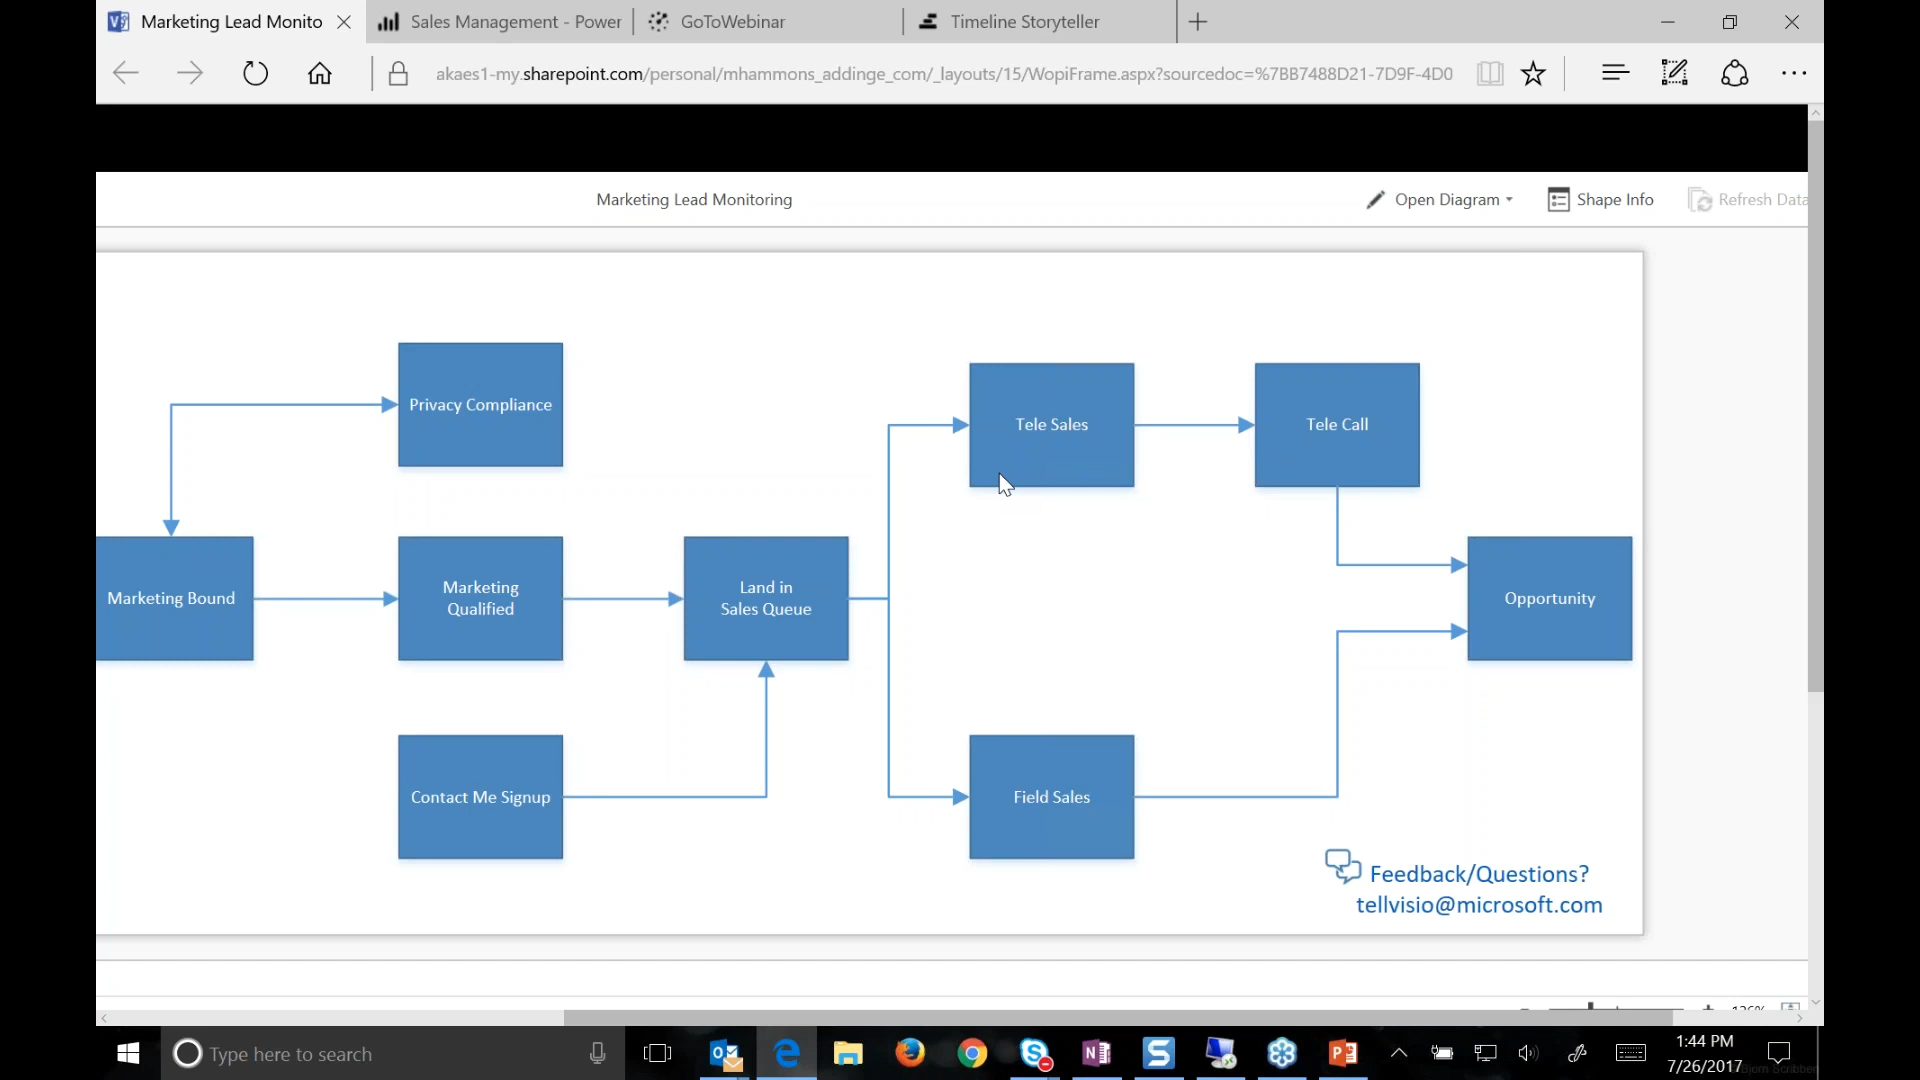 Marketing Lead Monito
Sales Management - Power
GoToWebinar
Timeline Storyteller
akaes1-my.sharepoint.com/personal/mhammons_addinge_com/_layouts/15/WopiFrame.aspx?sourcedoc=%7BB7488D21-7D9F-4D0
Marketing Lead Monitoring
Open Diagram
Shape Info
Refresh Data
Privacy Compliance
Tele Sales
Tele Call
Marketing Bound
Marketing
Qualified
Land in
Sales Queue
Opportunity
Contact Me Signup
Field Sales
Feedback/Questions?
tellvisio@microsoft.com
Type here to search
1:44 PM
7/26/2017